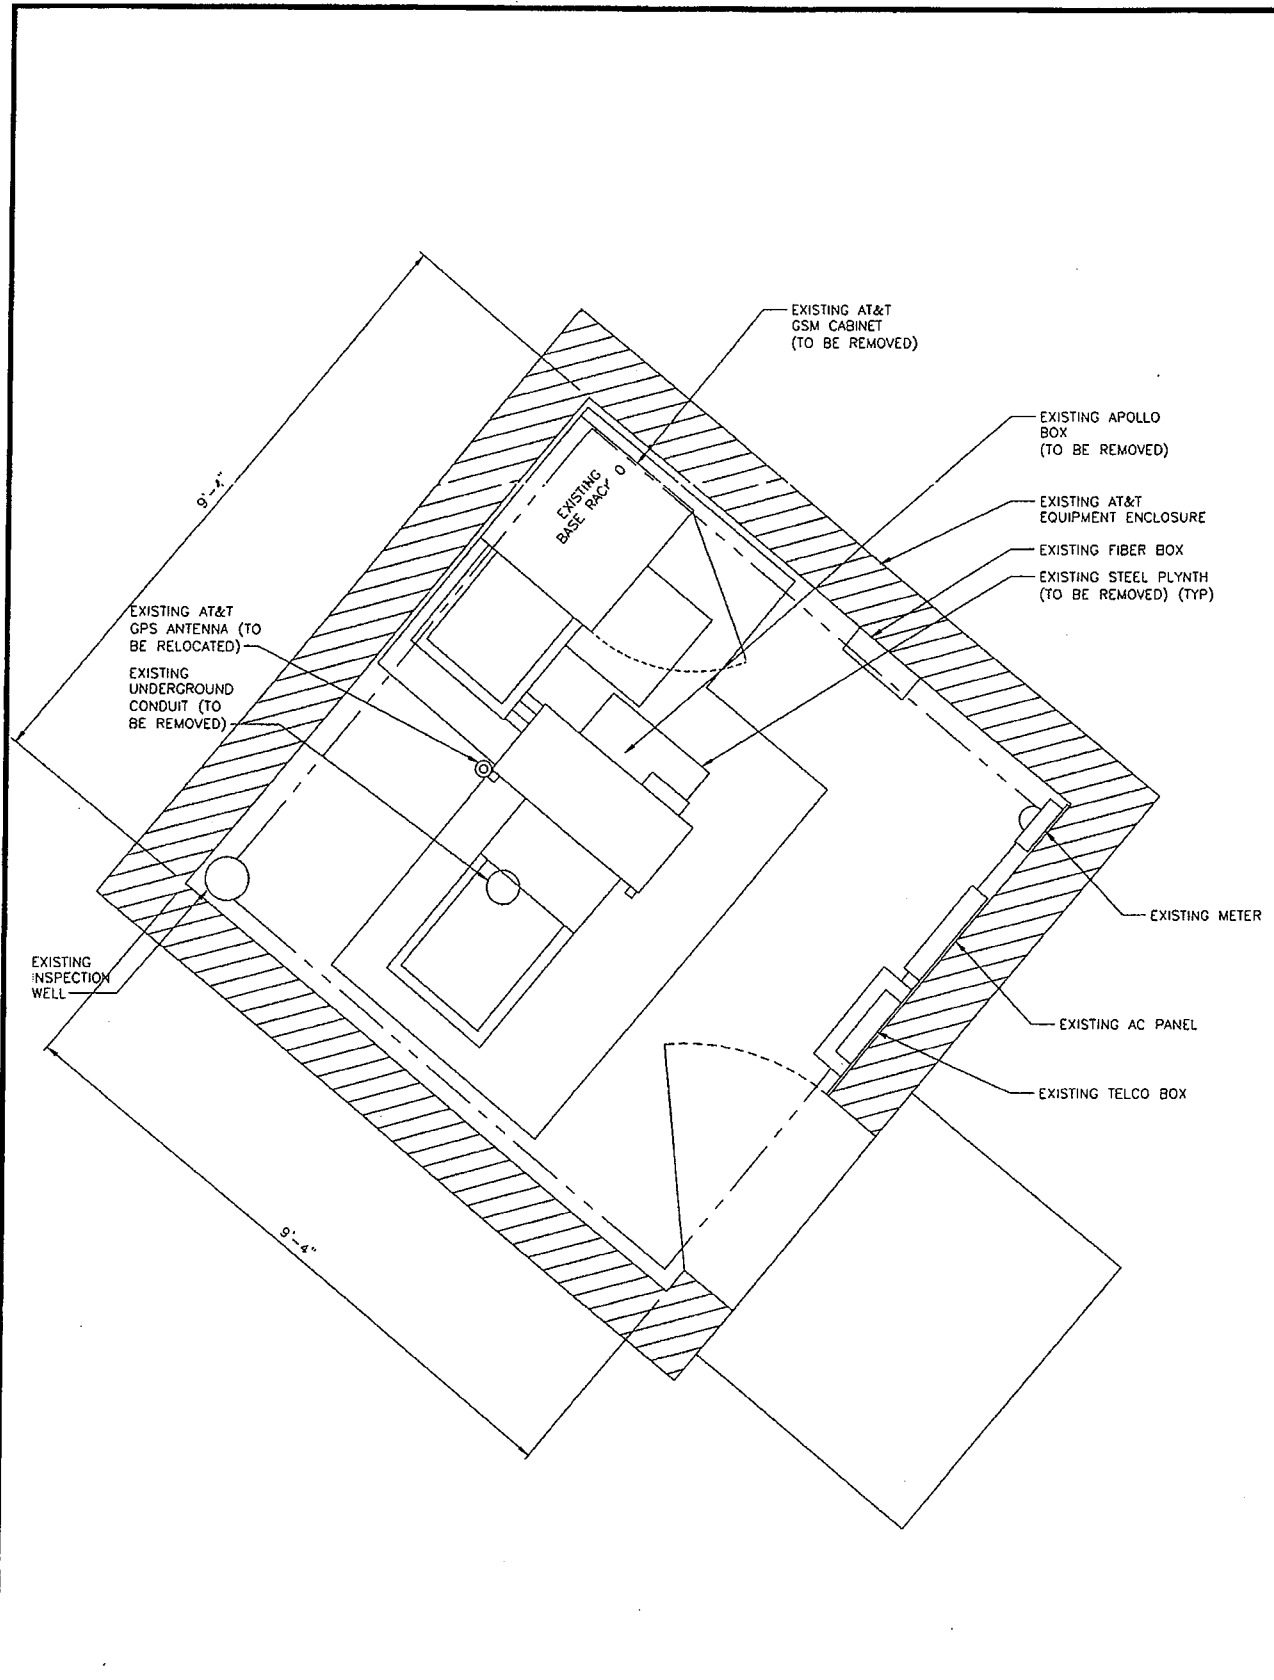 EXISTING AT&T
GSM CABINET
(TO BE REMOVED)
EXISTING APOLLO
BOX
(TO BE REMOVED)
9'-4"
EXISTING
BASE RACK 0
EXISTING AT&T
EQUIPMENT ENCLOSURE
EXISTING FIBER BOX
EXISTING STEEL PLYNTH
(TO BE REMOVED) (TYP)
EXISTING AT&T
GPS ANTENNA (TO
BE RELOCATED)
EXISTING
UNDERGROUND
CONDUIT (TO
BE REMOVED)
EXISTING METER
EXISTING
INSPECTION
WELL
EXISTING AC PANEL
EXISTING TELCO BOX
9'-4"